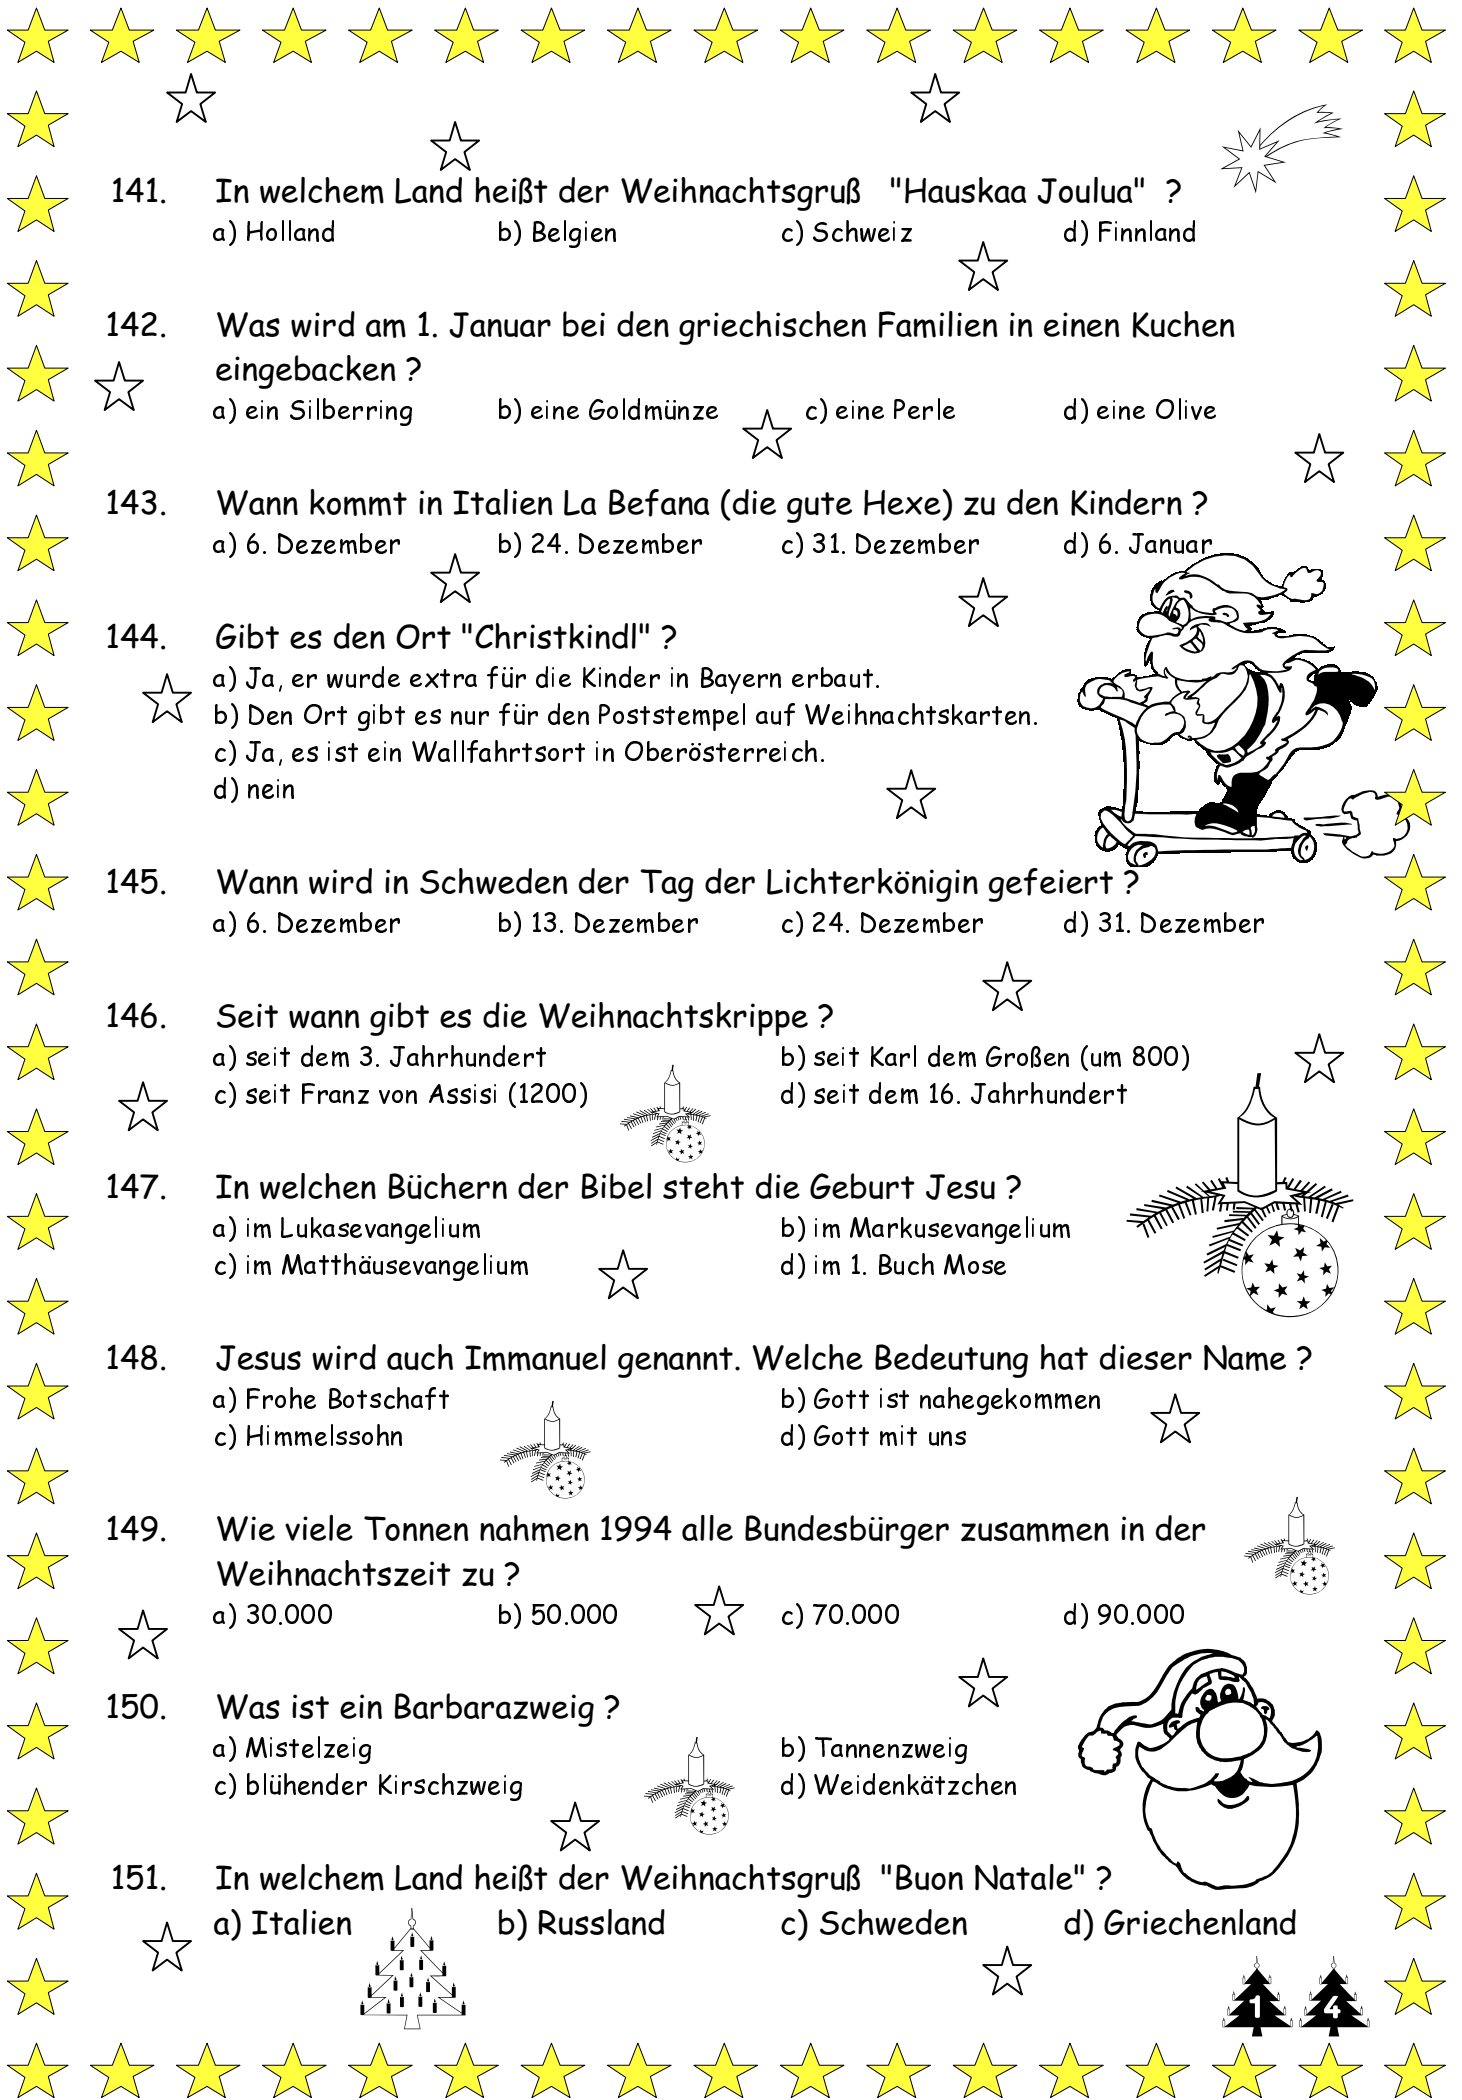 141. In welchem Land heißt der Weihnachtsgruß "Hauskaa Joulua" ?
a) Holland b) Belgien c) Schweiz d) Finnland
142. Was wird am 1. Januar bei den griechischen Familien in einen Kuchen
eingebacken ?
a) ein Silberring b) eine Goldmünze c) eine Perle d) eine Olive
143. Wann kommt in Italien La Befana (die gute Hexe) zu den Kindern ?
a) 6. Dezember b) 24. Dezember c) 31. Dezember d) 6. Januar
144. Gibt es den Ort "Christkindl" ?
a) Ja, er wurde extra für die Kinder in Bayern erbaut.
b) Den Ort gibt es nur für den Poststempel auf Weihnachtskarten.
c) Ja, es ist ein Wallfahrtsort in Oberösterreich.
d) nein
145. Wann wird in Schweden der Tag der Lichterkönigin gefeiert ?
a) 6. Dezember b) 13. Dezember c) 24. Dezember d) 31. Dezember
146. Seit wann gibt es die Weihnachtskrippe ?
a) seit dem 3. Jahrhundert b) seit Karl dem Großen (um 800)
c) seit Franz von Assisi (1200) d) seit dem 16. Jahrhundert
147. In welchen Büchern der Bibel steht die Geburt Jesu ?
a) im Lukasevangelium b) im Markusevangelium
c) im Matthäusevangelium d) im 1. Buch Mose
148. Jesus wird auch Immanuel genannt. Welche Bedeutung hat dieser Name ?
a) Frohe Botschaft b) Gott ist nahegekommen
c) Himmelssohn d) Gott mit uns
149. Wie viele Tonnen nahmen 1994 alle Bundesbürger zusammen in der
Weihnachtszeit zu ?
a) 30.000 b) 50.000 c) 70.000 d) 90.000
150. Was ist ein Barbarazweig ?
a) Mistelzeig b) Tannenzweig
c) blühender Kirschzweig d) Weidenkätzchen
151. In welchem Land heißt der Weihnachtsgruß "Buon Natale" ?
a) Italien b) Russland c) Schweden d) Griechenland
1 4